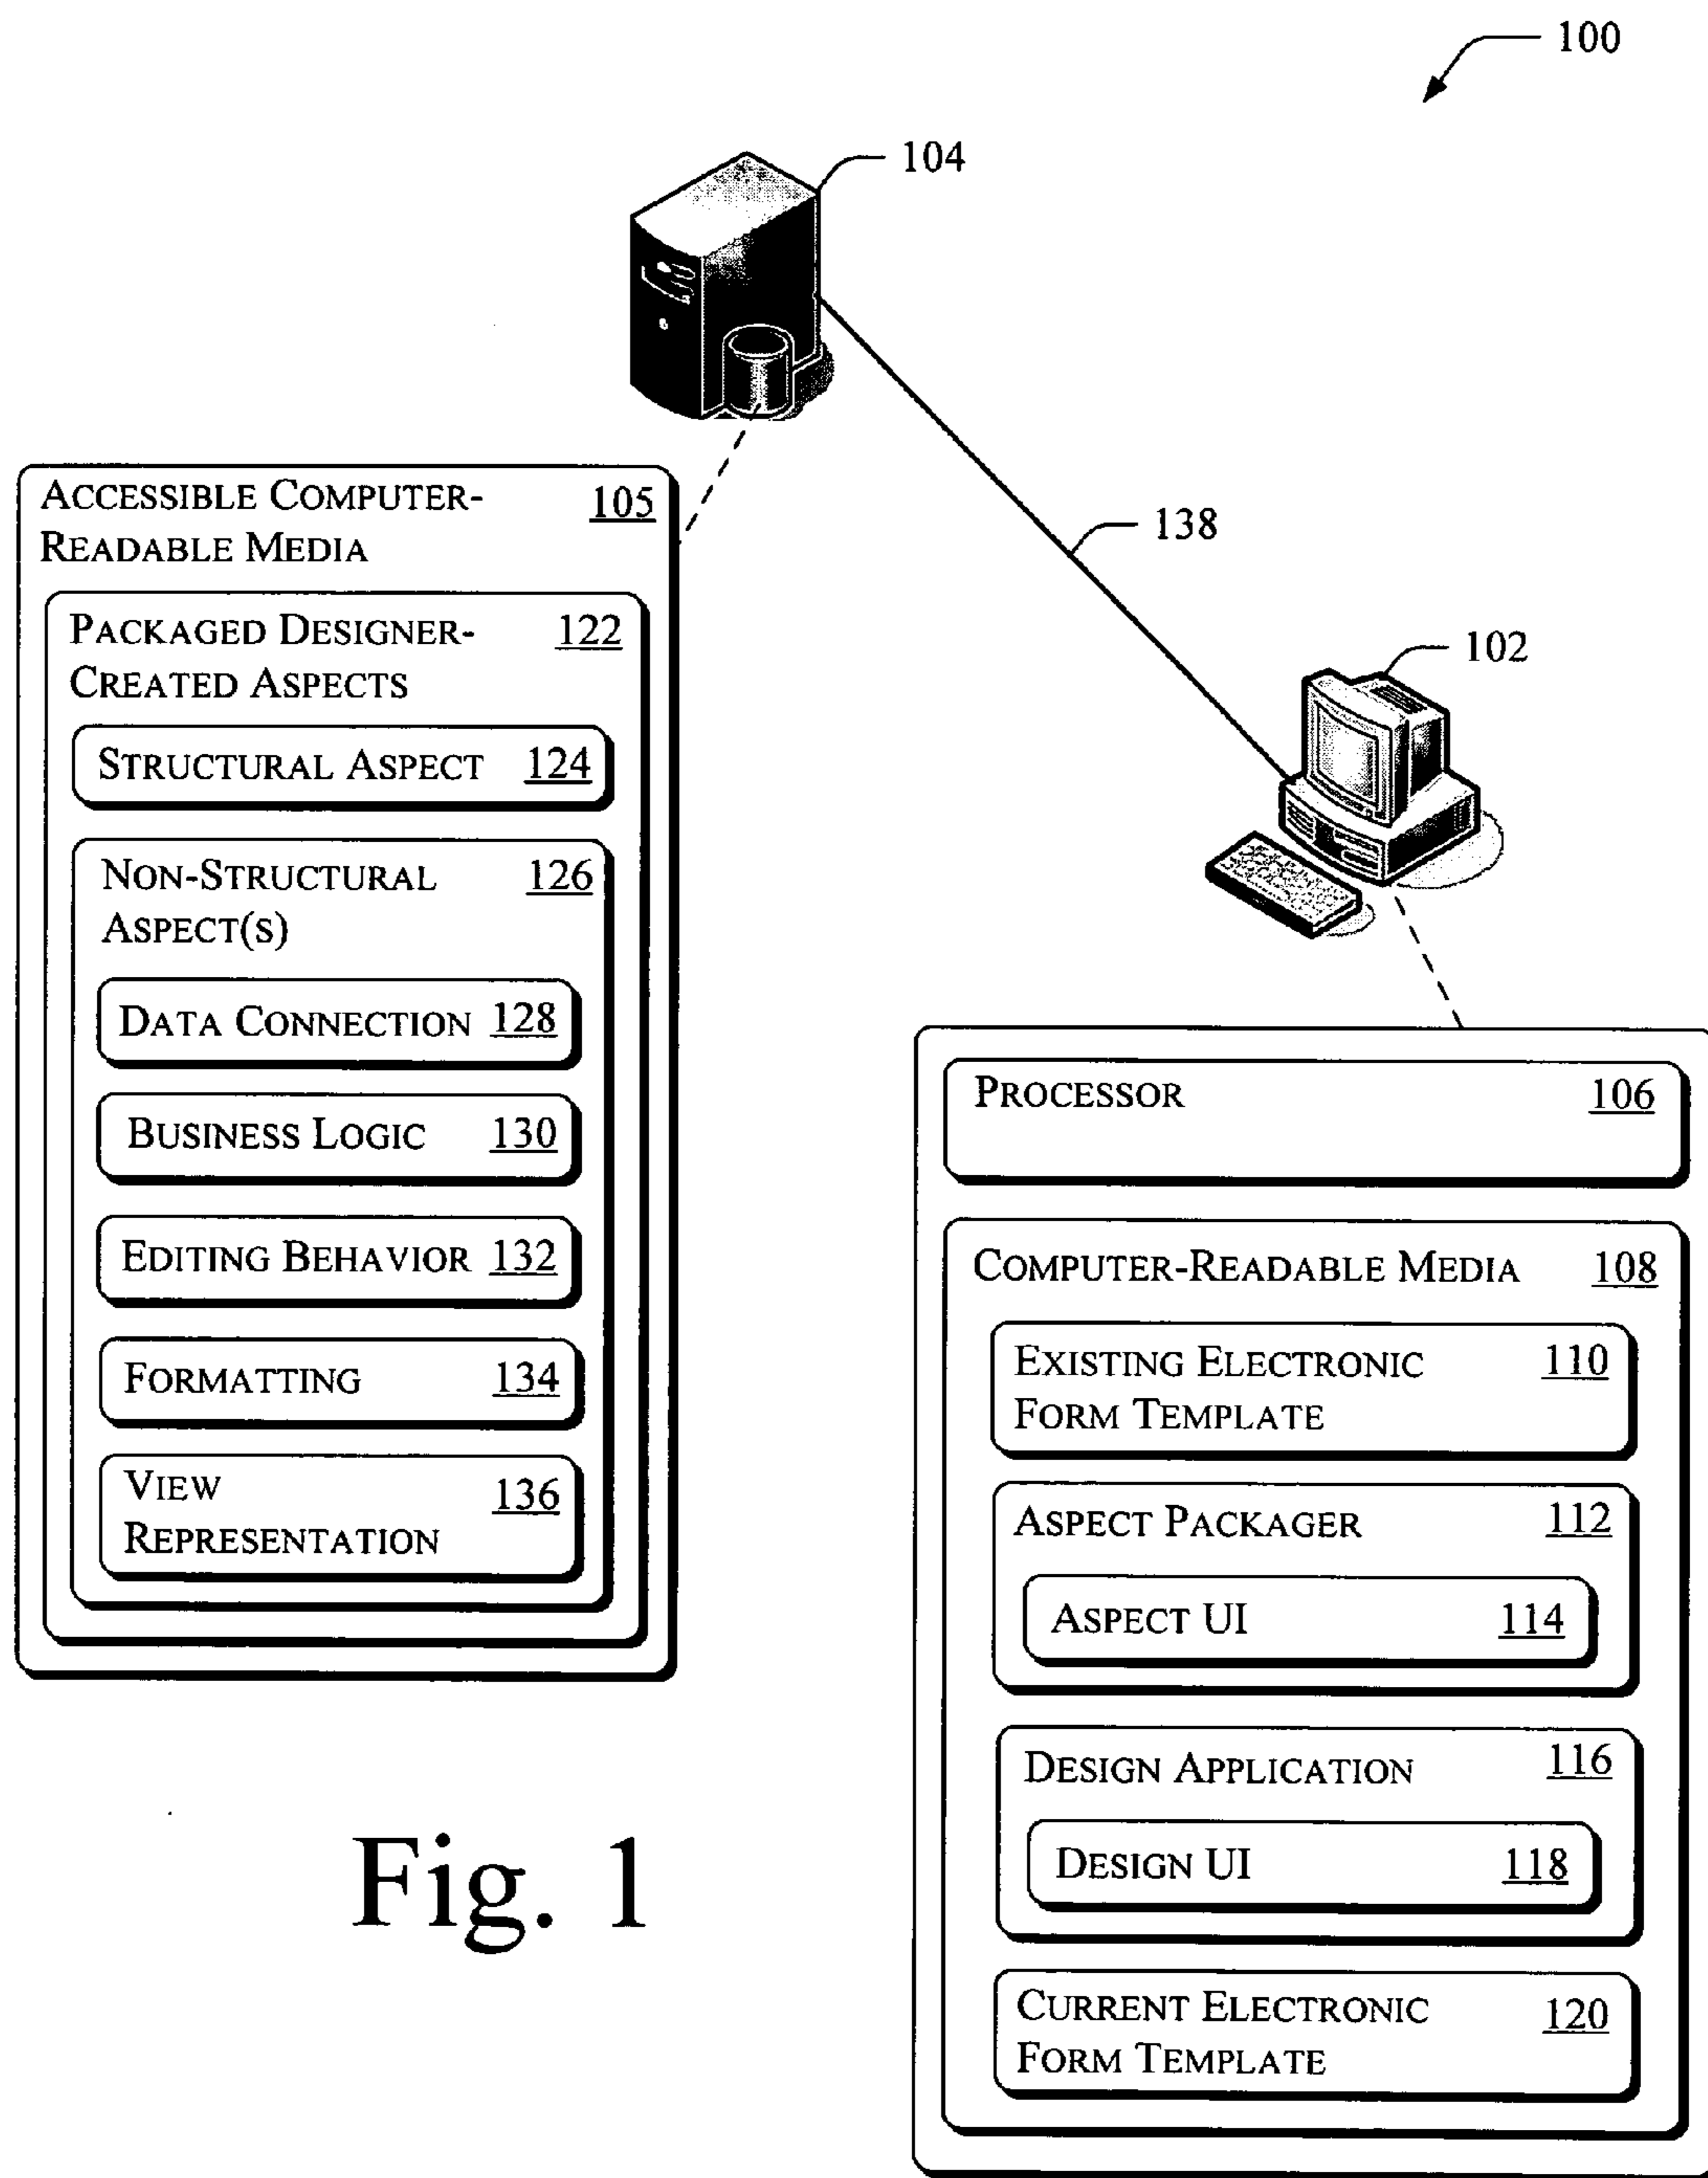 100
104
ACCESSIBLE COMPUTER- 105
READABLE MEDIA
PACKAGED DESIGNER- 122
CREATED ASPECTS
STRUCTURAL ASPECT 124
NON-STRUCTURAL 126
ASPECT(S)
DATA CONNECTION 128
BUSINESS LOGIC 130
EDITING BEHAVIOR 132
FORMATTING 134
VIEW 136
REPRESENTATION
138
102
PROCESSOR 106
COMPUTER-READABLE MEDIA 108
EXISTING ELECTRONIC 110
FORM TEMPLATE
ASPECT PACKAGER 112
ASPECT UI 114
DESIGN APPLICATION 116
DESIGN UI 118
CURRENT ELECTRONIC 120
FORM TEMPLATE
Fig. 1